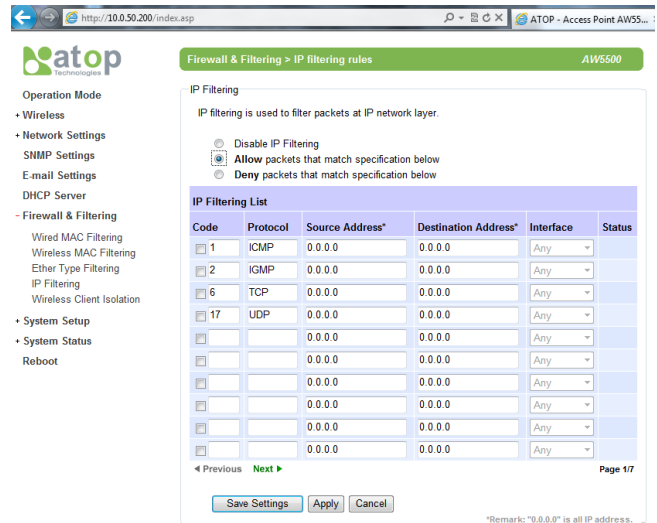 http://10.0.50.200/index.asp
ATOP - Access Point AW55...
atop
Technologies
Firewall & Filtering > IP filtering rules AW5500
Operation Mode
+ Wireless
+ Network Settings
SNMP Settings
E-mail Settings
DHCP Server
- Firewall & Filtering
Wired MAC Filtering
Wireless MAC Filtering
Ether Type Filtering
IP Filtering
Wireless Client Isolation
+ System Setup
+ System Status
Reboot
IP Filtering
IP filtering is used to filter packets at IP network layer.
Disable IP Filtering
Allow packets that match specification below
Deny packets that match specification below
IP Filtering List
Code Protocol Source Address* Destination Address* Interface Status
1 ICMP 0.0.0.0 0.0.0.0 Any
2 IGMP 0.0.0.0 0.0.0.0 Any
6 TCP 0.0.0.0 0.0.0.0 Any
17 UDP 0.0.0.0 0.0.0.0 Any
0.0.0.0 0.0.0.0 Any
0.0.0.0 0.0.0.0 Any
0.0.0.0 0.0.0.0 Any
0.0.0.0 0.0.0.0 Any
0.0.0.0 0.0.0.0 Any
0.0.0.0 0.0.0.0 Any
Previous Next Page 1/7
Save Settings Apply Cancel
*Remark: "0.0.0.0" is all IP address.